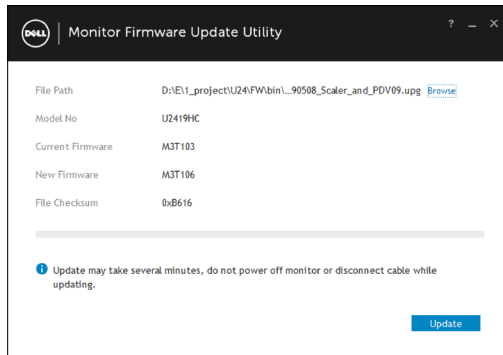 DELL Monitor Firmware Update Utility ? _ ×
File Path D:\E\1_project\U24\FW\bin\...90508_Scaler_and_PDV09.upg Browse
Model No U2419HC
Current Firmware M3T103
New Firmware M3T106
File Checksum 0xB616
Update may take several minutes, do not power off monitor or disconnect cable while
updating.
Update